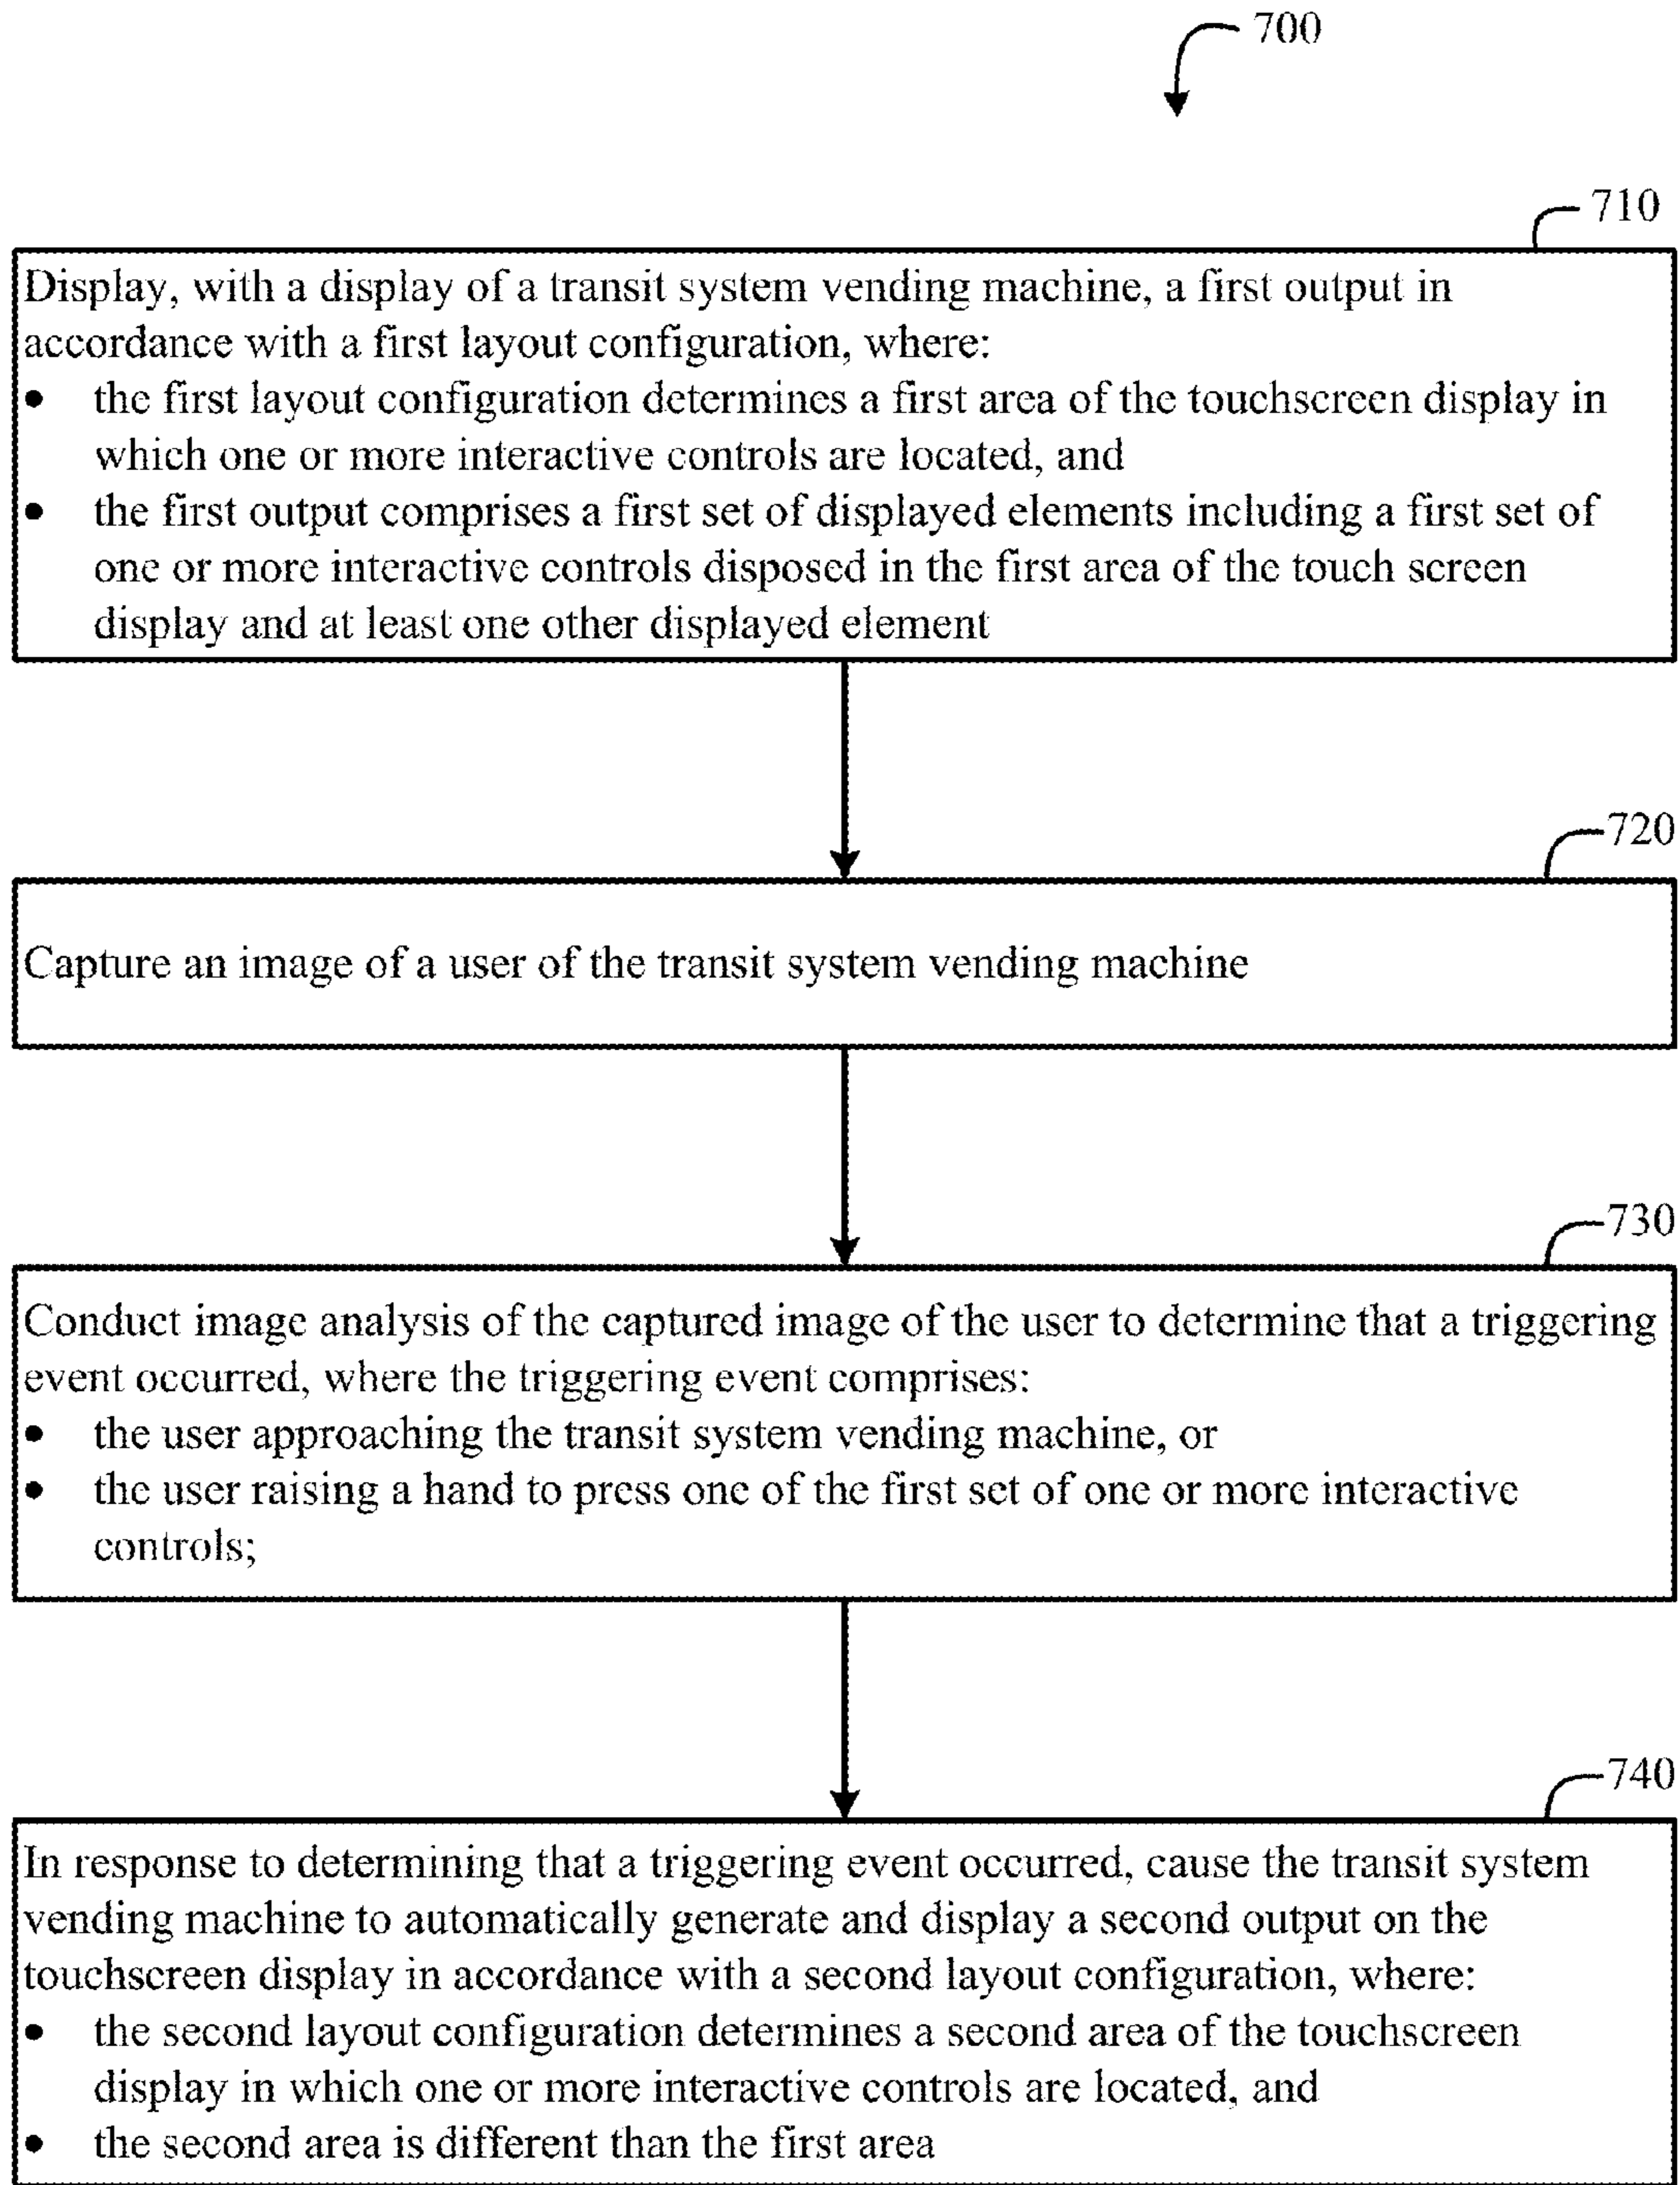 700
710
Display, with a display of a transit system vending machine, a first output in
accordance with a first layout configuration, where:
• the first layout configuration determines a first area of the touchscreen display in
which one or more interactive controls are located, and
• the first output comprises a first set of displayed elements including a first set of
one or more interactive controls disposed in the first area of the touch screen
display and at least one other displayed element
720
Capture an image of a user of the transit system vending machine
730
Conduct image analysis of the captured image of the user to determine that a triggering
event occurred, where the triggering event comprises:
• the user approaching the transit system vending machine, or
• the user raising a hand to press one of the first set of one or more interactive
controls;
740
In response to determining that a triggering event occurred, cause the transit system
vending machine to automatically generate and display a second output on the
touchscreen display in accordance with a second layout configuration, where:
• the second layout configuration determines a second area of the touchscreen
display in which one or more interactive controls are located, and
• the second area is different than the first area